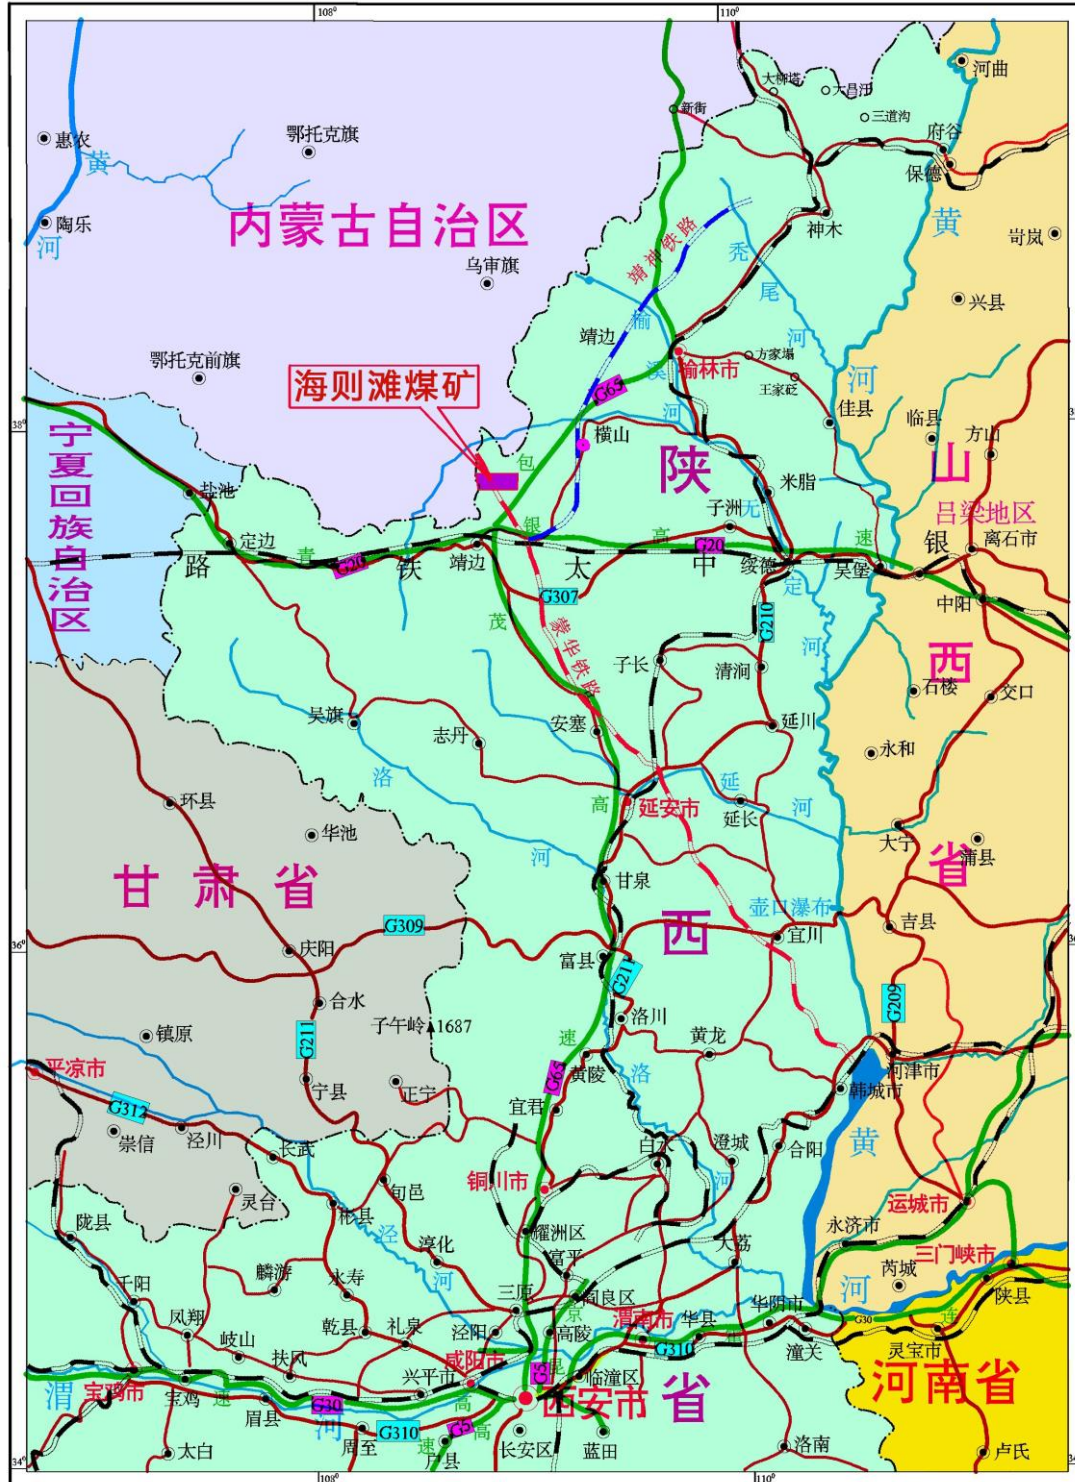 108°
110°
河曲
大柳塔
大昌汗
新街
三道沟
惠农
黄
鄂托克旗
府谷
保德
陶乐
河
内蒙古自治区
神木
黄
岢岚
靖神铁路
秃
尾
河
乌审旗
兴县
榆
靖边
方家塌
鄂托克前旗
溪
榆林市
河
王家砭
海则滩煤矿
G65
佳县
临县
38°
河
横山
方山
宁夏回族自治区
包
陕
山
盐池
米脂
吕梁地区
子洲
无
定边
银
高
速
银
离石市
路
青
G20
铁
靖边
太
中
G20
绥德
吴堡
定
中阳
G307
茂
蒙华铁路
G210
河
子长
清涧
西
石楼
交口
吴旗
志丹
安塞
延川
永和
洛
延
环县
高
延安市
延长
河
华池
大宁
蒲县
河
甘肃省
甘泉
省
壶口瀑布
G309
西
宜川
吉县
庆阳
36°
富县
G211
合水
G209
镇原
子午岭▲1687
洛川
G211
速
黄龙
平凉市
黄陵
洛
河津市
宁县
正宁
G65
韩城市
G312
宜君
崇信
泾川
黄
长武
白水
澄城
合阳
铜川市
河
灵台
旬邑
彬县
运城市
陇县
泾
耀洲区
永济市
淳化
大荔
三门峡市
河
富平
千阳
麟游
永寿
芮城
河
三原
阎良区
陕县
凤翔
京
华阴市
G30
连
乾县
礼泉
泾阳
高陵
渭南市
华县
岐山
G310
潼关
灵宝市
扶风
咸阳市
昆
临潼区
河南省
宝鸡市
兴平市
G5
渭
宝鸡
速
西安市
省
眉县
G30
高
河
G310
G5
高
周至
速
长安区
蓝田
34°
太白
户县
洛南
卢氏
34°
108°
110°